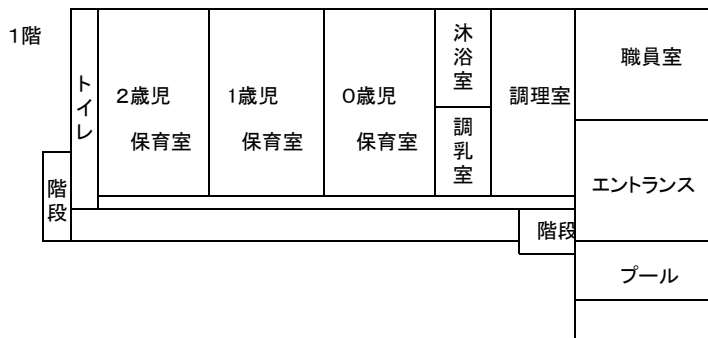 1階
トイレ
2歳児
保育室
1歳児
保育室
0歳児
保育室
沐浴室
調乳室
調理室
職員室
エントランス
階段
階段
プール